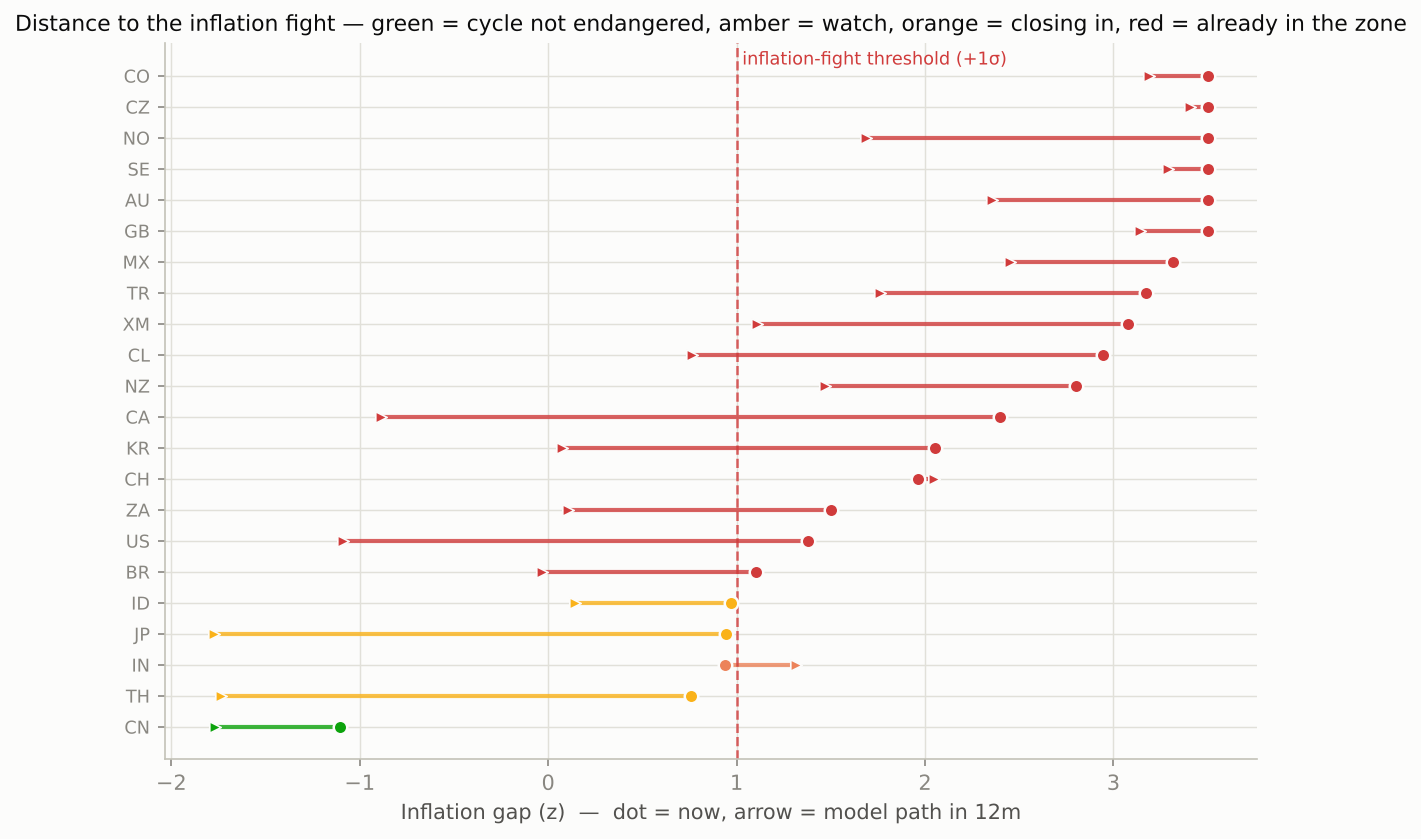 Distance to the inflation fight — green = cycle not endangered, amber = watch, orange = closing in, red = already in the zone
inflation-fight threshold (+1σ)
CO
CZ
NO
SE
AU
GB
MX
TR
XM
CL
NZ
CA
KR
CH
ZA
US
BR
ID
JP
IN
TH
CN
−2 −1 0 1 2 3
Inflation gap (z) — dot = now, arrow = model path in 12m